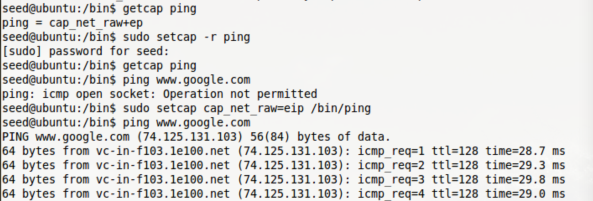 seed@ubuntu:/bin$ getcap ping
ping = cap_net_raw+ep
seed@ubuntu:/bin$ sudo setcap -r ping
[sudo] password for seed:
seed@ubuntu:/bin$ getcap ping
seed@ubuntu:/bin$ ping www.google.com
ping: icmp open socket: Operation not permitted
seed@ubuntu:/bin$ sudo setcap cap_net_raw=eip /bin/ping
seed@ubuntu:/bin$ ping www.google.com
PING www.google.com (74.125.131.103) 56(84) bytes of data.
64 bytes from vc-in-f103.1e100.net (74.125.131.103): icmp_req=1 ttl=128 time=28.7 ms
64 bytes from vc-in-f103.1e100.net (74.125.131.103): icmp_req=2 ttl=128 time=29.3 ms
64 bytes from vc-in-f103.1e100.net (74.125.131.103): icmp_req=3 ttl=128 time=29.8 ms
64 bytes from vc-in-f103.1e100.net (74.125.131.103): icmp_req=4 ttl=128 time=29.0 ms